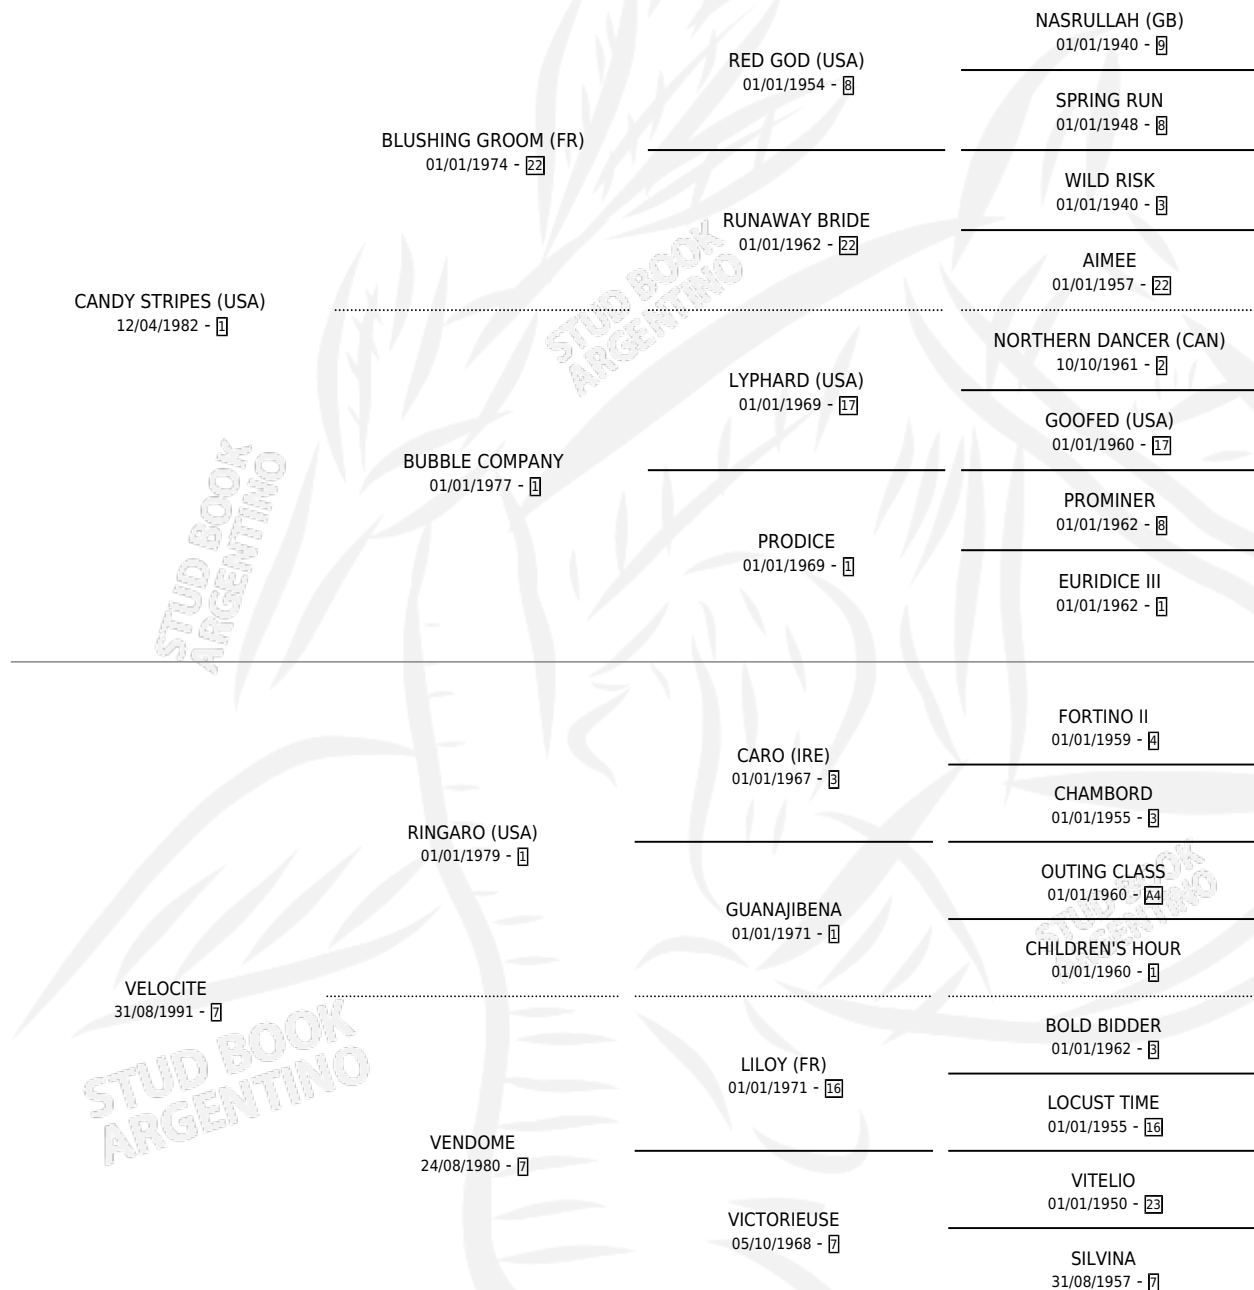 NASRULLAH (GB)
01/01/1940 - 9
RED GOD (USA)
01/01/1954 - 8
SPRING RUN
01/01/1948 - 8
BLUSHING GROOM (FR)
01/01/1974 - 22
WILD RISK
01/01/1940 - 3
RUNAWAY BRIDE
01/01/1962 - 22
AIMEE
01/01/1957 - 22
CANDY STRIPES (USA)
12/04/1982 - 1
NORTHERN DANCER (CAN)
10/10/1961 - 2
LYPHARD (USA)
01/01/1969 - 17
GOOFED (USA)
01/01/1960 - 17
BUBBLE COMPANY
01/01/1977 - 1
PROMINER
01/01/1962 - 8
PRODICE
01/01/1969 - 1
EURIDICE III
01/01/1962 - 1
FORTINO II
01/01/1959 - 4
CARO (IRE)
01/01/1967 - 3
CHAMBORD
01/01/1955 - 3
RINGARO (USA)
01/01/1979 - 1
OUTING CLASS
01/01/1960 - A4
GUANAJIBENA
01/01/1971 - 1
CHILDREN'S HOUR
01/01/1960 - 1
VELOCITE
31/08/1991 - 7
BOLD BIDDER
01/01/1962 - 3
LILOY (FR)
01/01/1971 - 16
LOCUST TIME
01/01/1955 - 16
VENDOME
24/08/1980 - 7
VITELIO
01/01/1950 - 23
VICTORIEUSE
05/10/1968 - 7
SILVINA
31/08/1957 - 7
STUD BOOK
ARGENTINO
STUD BOOK
ARGENTINO
STUD BOOK
ARGENTINO
STUD BOOK
ARGENTINO